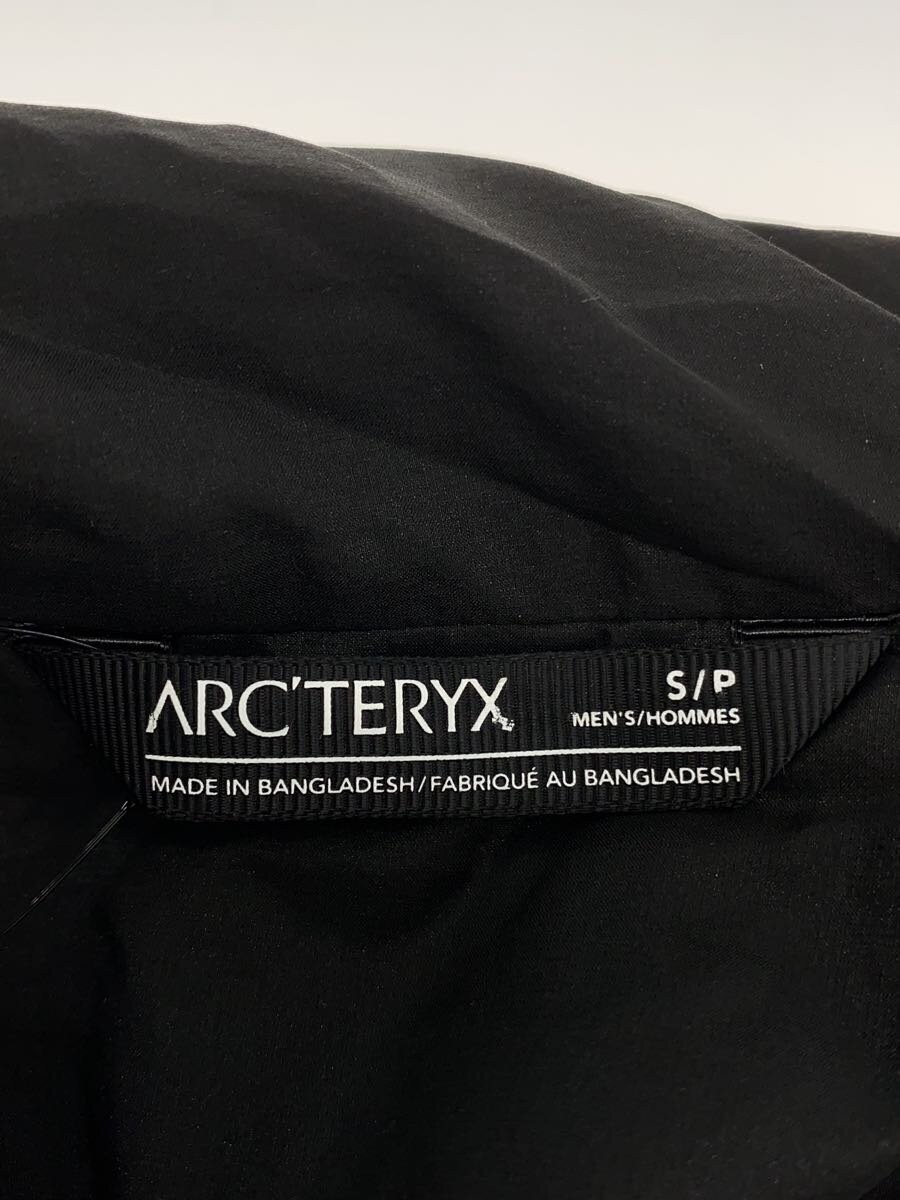 ARC'TERYX
S/P
MEN'S/HOMMES
MADE IN BANGLADESH/FABRIQUÉ AU BANGLADESH